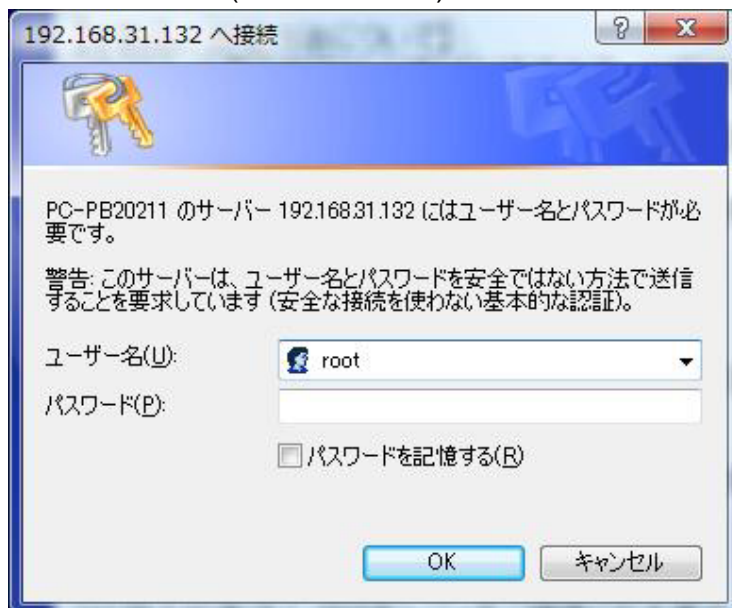 192.168.31.132 へ接続
PC-PB20211 のサーバー 192.168.31.132 にはユーザー名とパスワードが必
要です。
警告: このサーバーは、ユーザー名とパスワードを安全ではない方法で送信
することを要求しています (安全な接続を使わない基本的な認証)。
ユーザー名(U):
root
パスワード(P):
パスワードを記憶する(R)
OK
キャンセル